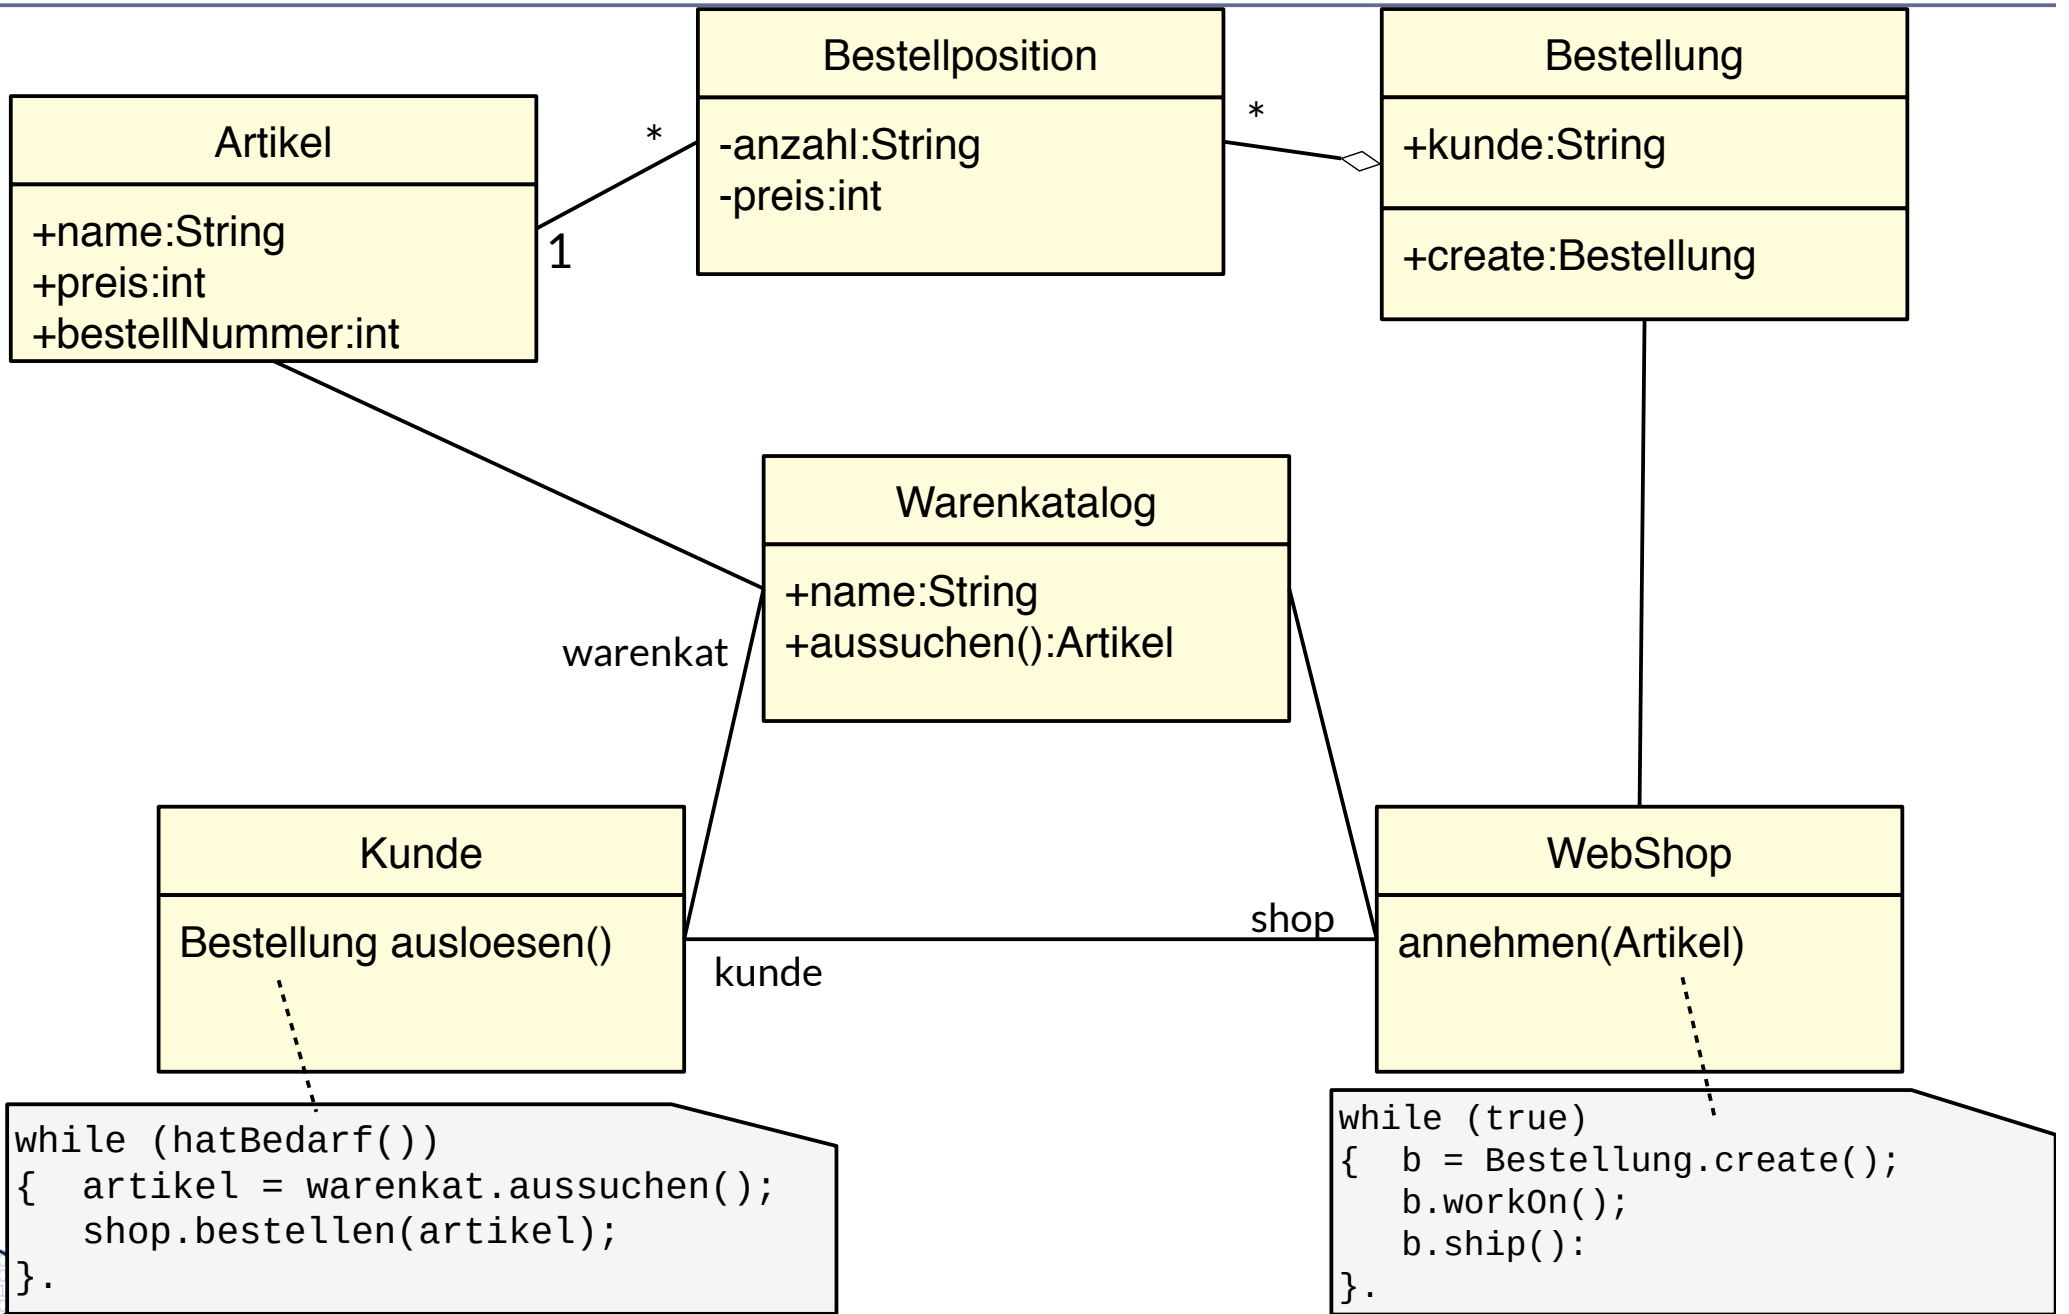 Bestellposition
-anzahl:String
-preis:int
*
*
Bestellung
+kunde:String
+create:Bestellung
Artikel
+name:String
+preis:int
+bestellNummer:int
1
Warenkatalog
+name:String
+aussuchen():Artikel
warenkat
Kunde
Bestellung ausloesen()
kunde
shop
WebShop
annehmen(Artikel)
while (hatBedarf())
{  artikel = warenkat.aussuchen();
   shop.bestellen(artikel);
}.
while (true)
{  b = Bestellung.create();
   b.workOn();
   b.ship():
}.